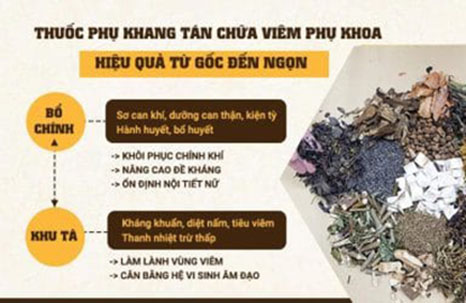 THUỐC PHỤ KHANG TÁN CHỮA VIÊM PHỤ KHOA
HIỆU QUẢ TỪ GỐC ĐẾN NGỌN
BỔ
CHÍNH
Sơ can khí, dưỡng can thận, kiện tỳ
Hành huyết, bổ huyết
-> KHÔI PHỤC CHÍNH KHÍ
-> NÂNG CAO ĐỀ KHÁNG
-> ỔN ĐỊNH NỘI TIẾT NỮ
KHU TÀ
Kháng khuẩn, diệt nấm, tiêu viêm
Thanh nhiệt trừ thấp
-> LÀM LÀNH VÙNG VIÊM
-> CÂN BẰNG HỆ VI SINH ÂM ĐẠO